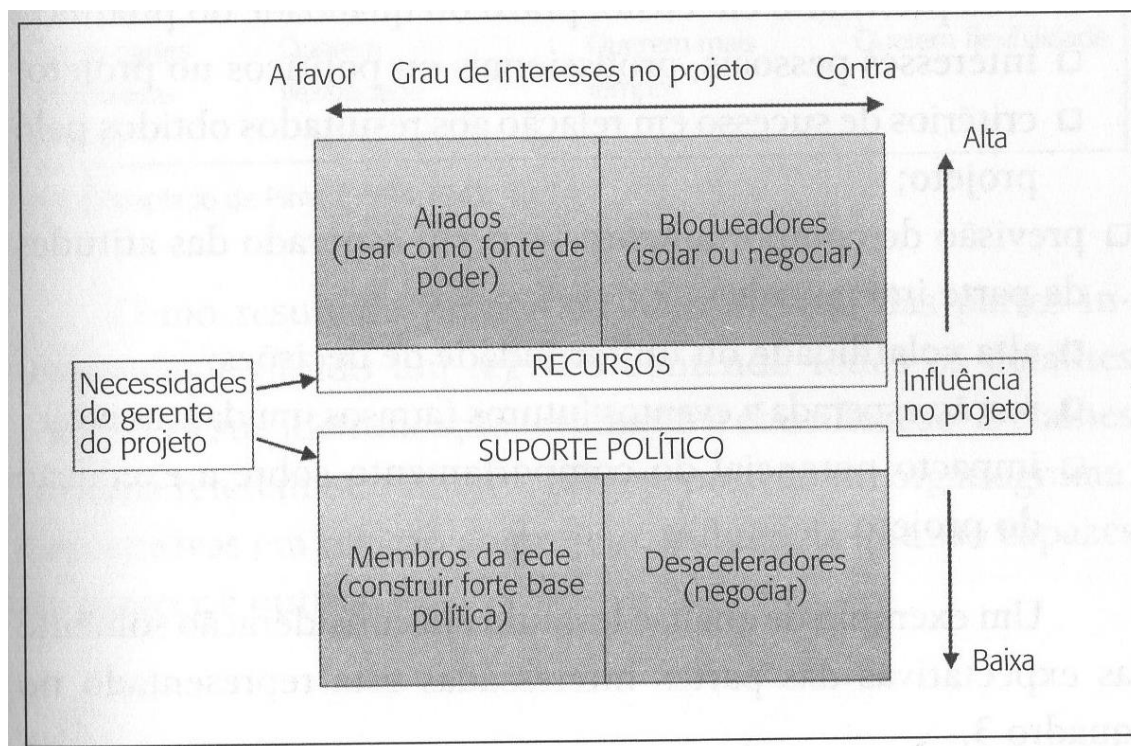 A favor Grau de interesses no projeto Contra
Alta
Aliados
(usar como fonte de
poder)
Bloqueadores
(isolar ou negociar)
RECURSOS
Necessidades
do gerente
do projeto
Influência
no projeto
SUPORTE POLÍTICO
Membros da rede
(construir forte base
política)
Desaceleradores
(negociar)
Baixa